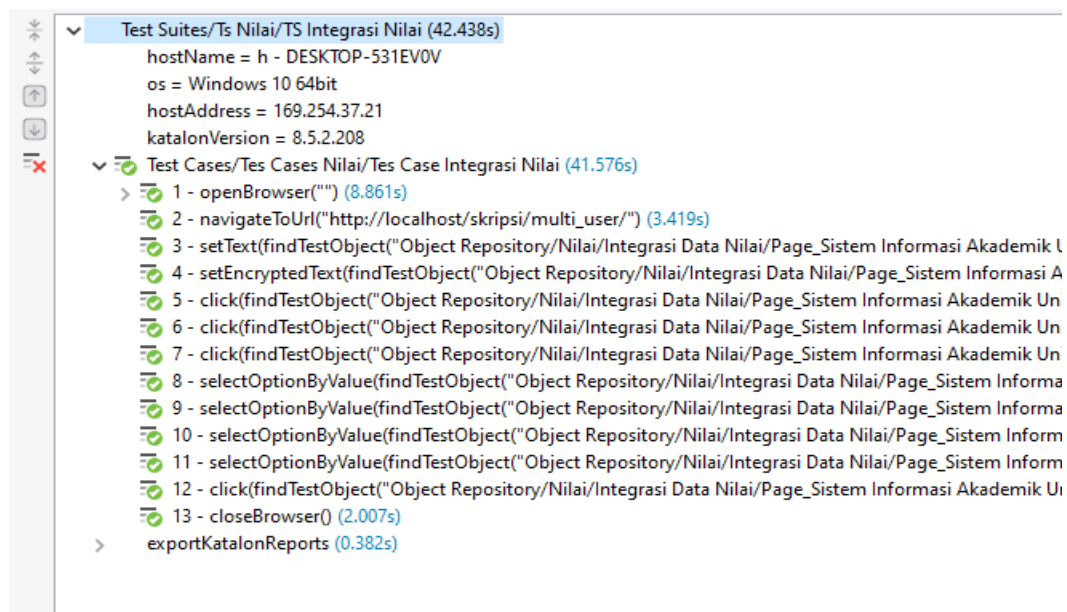 Test Suites/Ts Nilai/TS Integrasi Nilai (42.438s)
hostName = h - DESKTOP-531EV0V
os = Windows 10 64bit
hostAddress = 169.254.37.21
katalonVersion = 8.5.2.208
Test Cases/Tes Cases Nilai/Tes Case Integrasi Nilai (41.576s)
1 - openBrowser("") (8.861s)
2 - navigateToUrl("http://localhost/skripsi/multi_user/") (3.419s)
3 - setText(findTestObject("Object Repository/Nilai/Integrasi Data Nilai/Page_Sistem Informasi Akademik U
4 - setEncryptedText(findTestObject("Object Repository/Nilai/Integrasi Data Nilai/Page_Sistem Informasi A
5 - click(findTestObject("Object Repository/Nilai/Integrasi Data Nilai/Page_Sistem Informasi Akademik Uni
6 - click(findTestObject("Object Repository/Nilai/Integrasi Data Nilai/Page_Sistem Informasi Akademik Uni
7 - click(findTestObject("Object Repository/Nilai/Integrasi Data Nilai/Page_Sistem Informasi Akademik Uni
8 - selectOptionByValue(findTestObject("Object Repository/Nilai/Integrasi Data Nilai/Page_Sistem Informa
9 - selectOptionByValue(findTestObject("Object Repository/Nilai/Integrasi Data Nilai/Page_Sistem Informa
10 - selectOptionByValue(findTestObject("Object Repository/Nilai/Integrasi Data Nilai/Page_Sistem Inform
11 - selectOptionByValue(findTestObject("Object Repository/Nilai/Integrasi Data Nilai/Page_Sistem Inform
12 - click(findTestObject("Object Repository/Nilai/Integrasi Data Nilai/Page_Sistem Informasi Akademik U
13 - closeBrowser() (2.007s)
exportKatalonReports (0.382s)